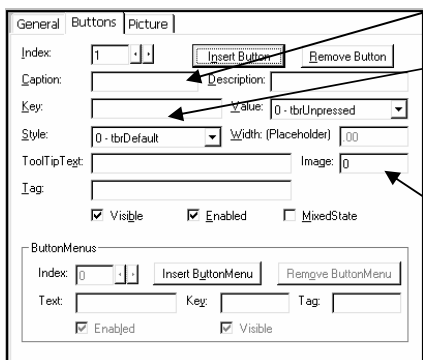 General Buttons Picture
Index: 1 Insert Button Remove Button
Caption: Description:
Key: Value: 0 - tbrUnpressed
Style: 0 - tbrDefault Width: (Placeholder) .00
ToolTipText: Image: 0
Tag:
Visible Enabled MixedState
ButtonMenus
Index: 0 Insert ButtonMenu Remove ButtonMenu
Text: Key: Tag:
Enabled Visible